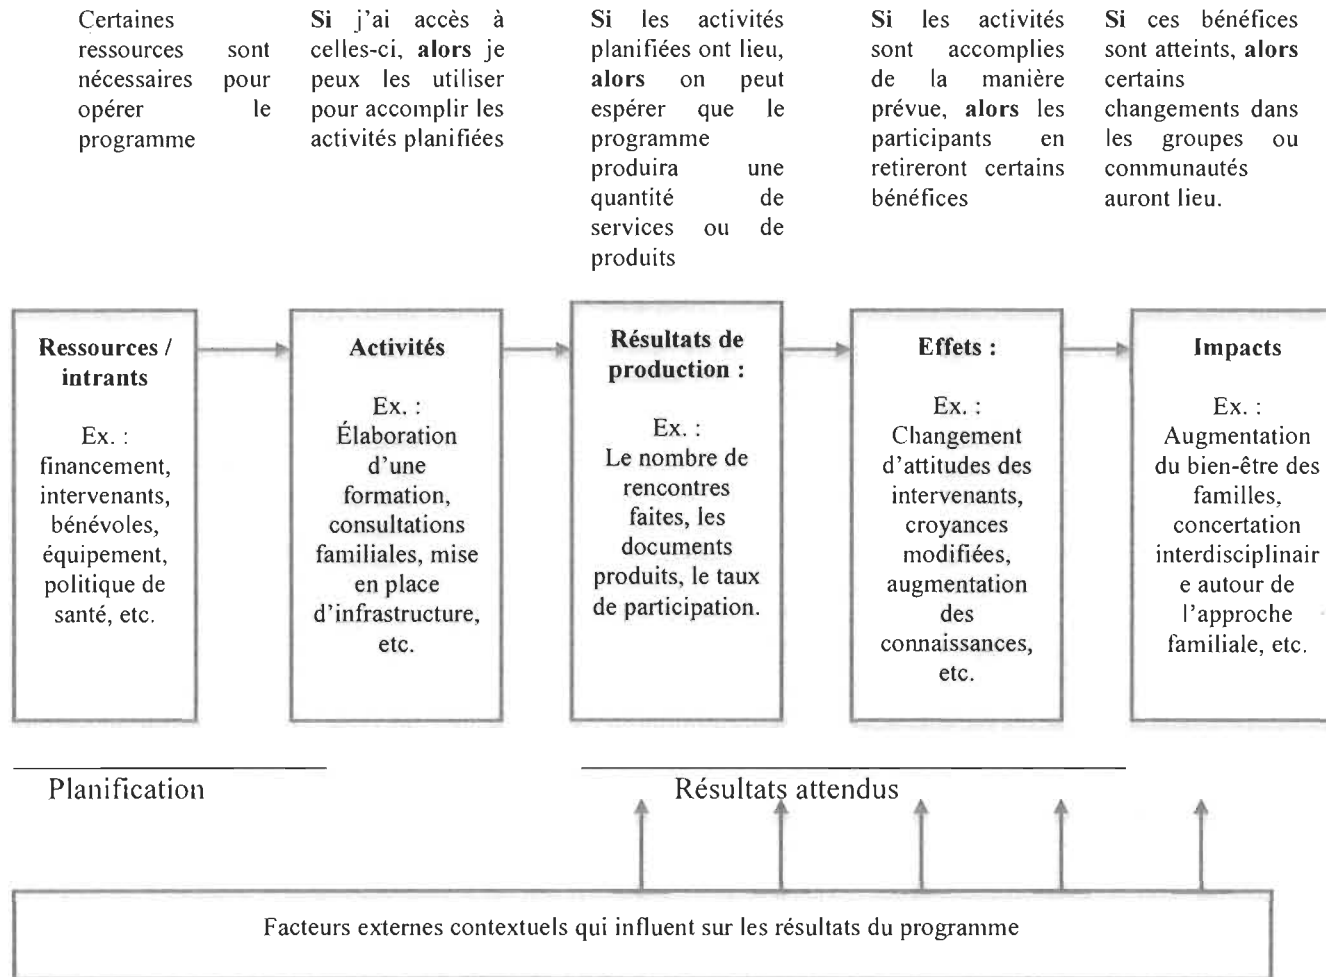 Certaines
ressources sont
nécessaires pour
opérer le
programme
Si j'ai accès à
celles-ci, alors je
peux les utiliser
pour accomplir les
activités planifiées
Si les activités
planifiées ont lieu,
alors on peut
espérer que le
programme
produira une
quantité de
services ou de
produits
Si les activités
sont accomplies
de la manière
prévue, alors les
participants en
retireront certains
bénéfices
Si ces bénéfices
sont atteints, alors
certains
changements dans
les groupes ou
communautés
auront lieu.
Ressources /
intrants
Ex. :
financement,
intervenants,
bénévoles,
équipement,
politique de
santé, etc.
Activités
Ex. :
Élaboration
d'une
formation,
consultations
familiales, mise
en place
d'infrastructure,
etc.
Résultats de
production :
Ex. :
Le nombre de
rencontres
faites, les
documents
produits, le taux
de participation.
Effets :
Ex. :
Changement
d'attitudes des
intervenants,
croyances
modifiées,
augmentation
des
connaissances,
etc.
Impacts
Ex. :
Augmentation
du bien-être des
familles,
concertation
interdisciplinair
e autour de
l'approche
familiale, etc.
Planification
Résultats attendus
Facteurs externes contextuels qui influent sur les résultats du programme